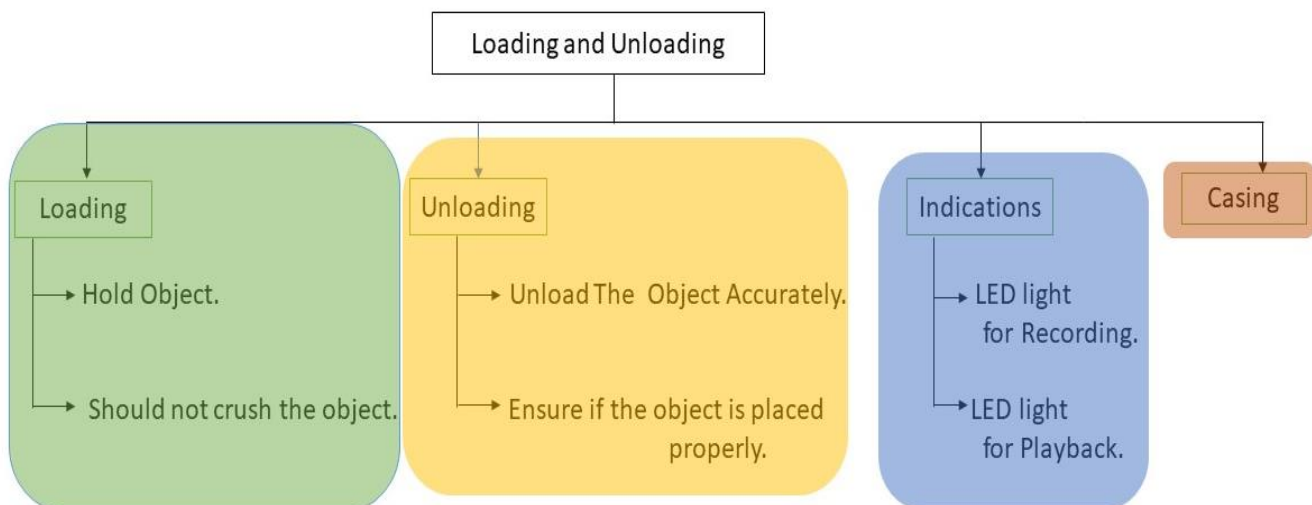 Loading and Unloading
Loading
Hold Object.
Should not crush the object.
Unloading
Unload The Object Accurately.
Ensure if the object is placed
properly.
Indications
LED light
for Recording.
LED light
for Playback.
Casing